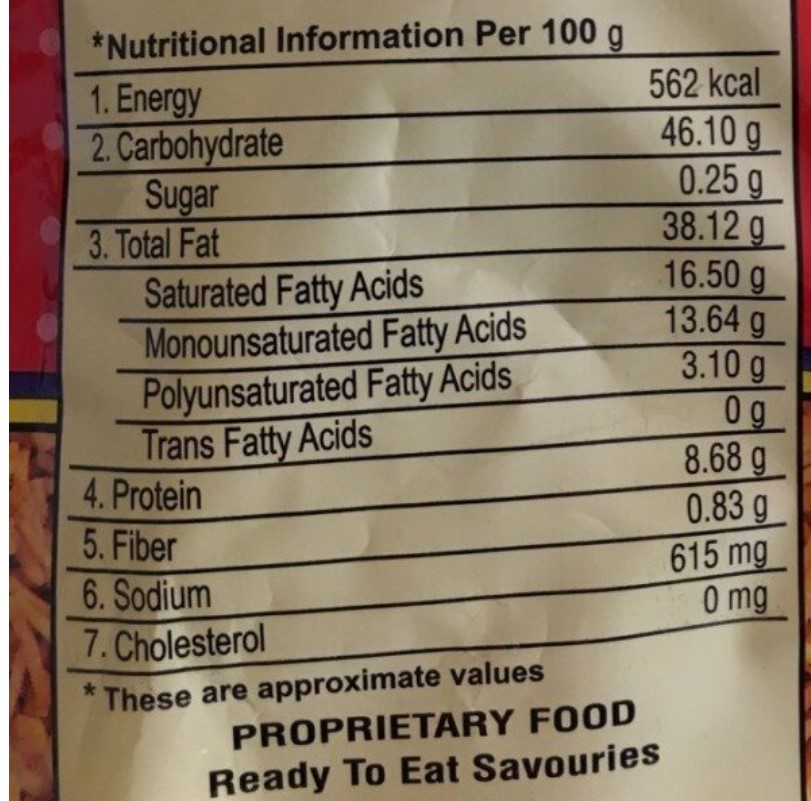 *Nutritional Information Per 100 g
1. Energy 562 kcal
2. Carbohydrate 46.10 g
Sugar 0.25 g
3. Total Fat 38.12 g
Saturated Fatty Acids 16.50 g
Monounsaturated Fatty Acids 13.64 g
Polyunsaturated Fatty Acids 3.10 g
Trans Fatty Acids 0 g
4. Protein 8.68 g
5. Fiber 0.83 g
6. Sodium 615 mg
7. Cholesterol 0 mg
* These are approximate values
PROPRIETARY FOOD
Ready To Eat Savouries